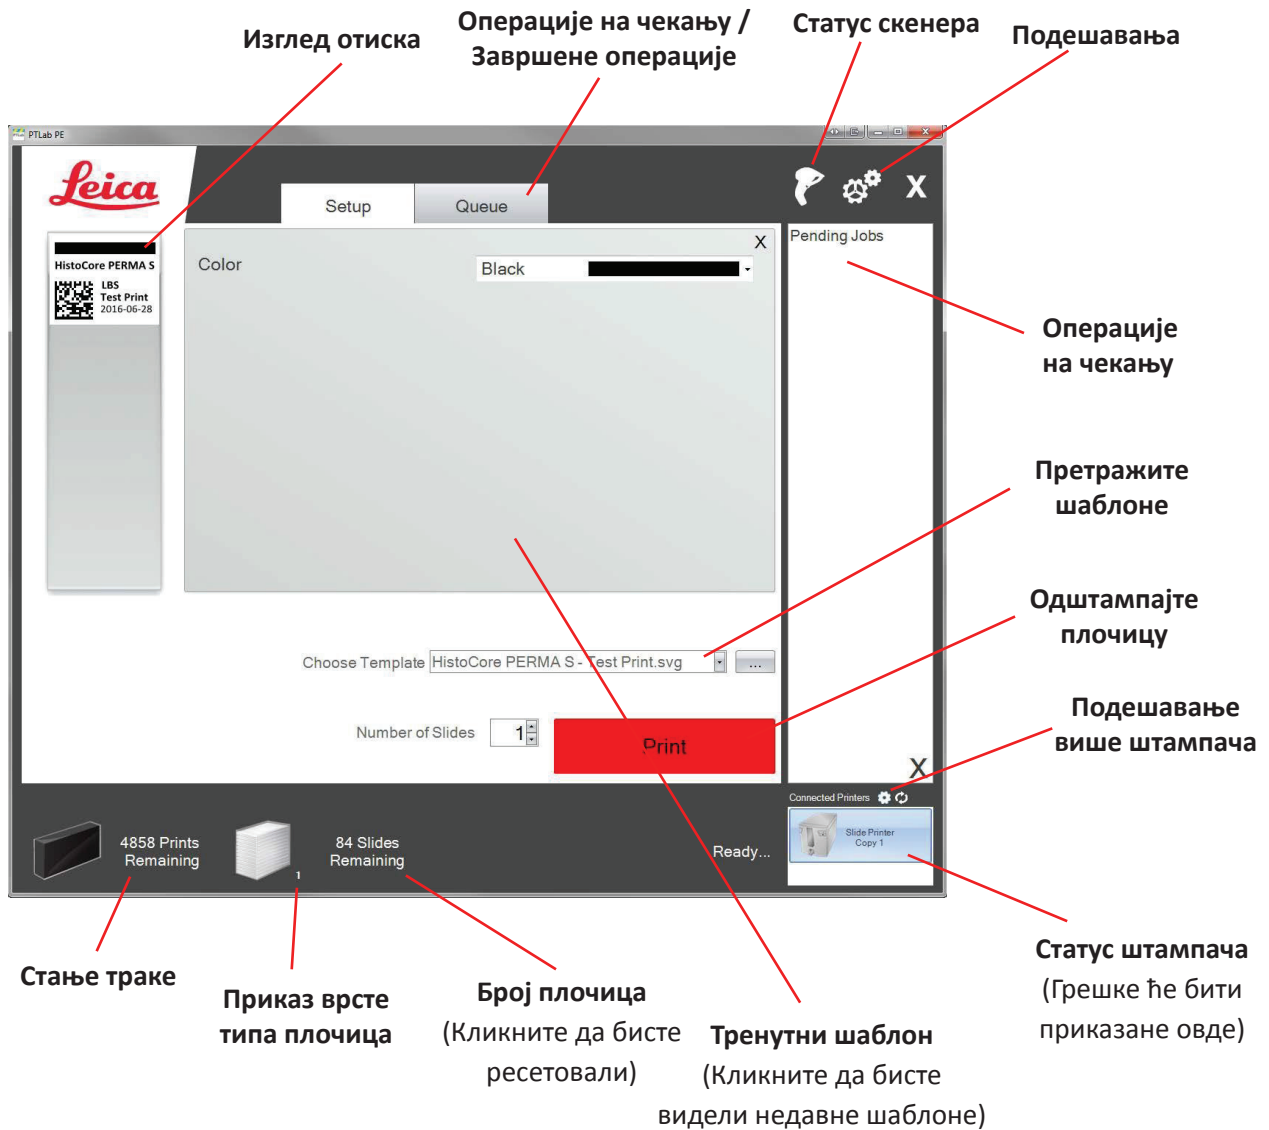 Изглед отиска
Операције на чекању /
Завршене операције
Статус скенера
Подешавања
PTLab PE
Leica
Setup
Queue
X
HistoCore PERMA S
LBS
Test Print
2016-06-28
Color
X
Black
Pending Jobs
Операције
на чекању
Претражите
шаблоне
Choose Template
HistoCore PERMA S - Test Print.svg
...
Одштампајте
плочицу
Number of Slides
1
Print
X
Подешавање
више штампача
Connected Printers
Slide Printer
Copy 1
4858 Prints
Remaining
1
84 Slides
Remaining
Ready...
Стање траке
Приказ врсте
типа плочица
Број плочица
(Кликните да бисте
ресетовали)
Тренутни шаблон
(Кликните да бисте
видели недавне шаблоне)
Статус штампача
(Грешке ће бити
приказане овде)